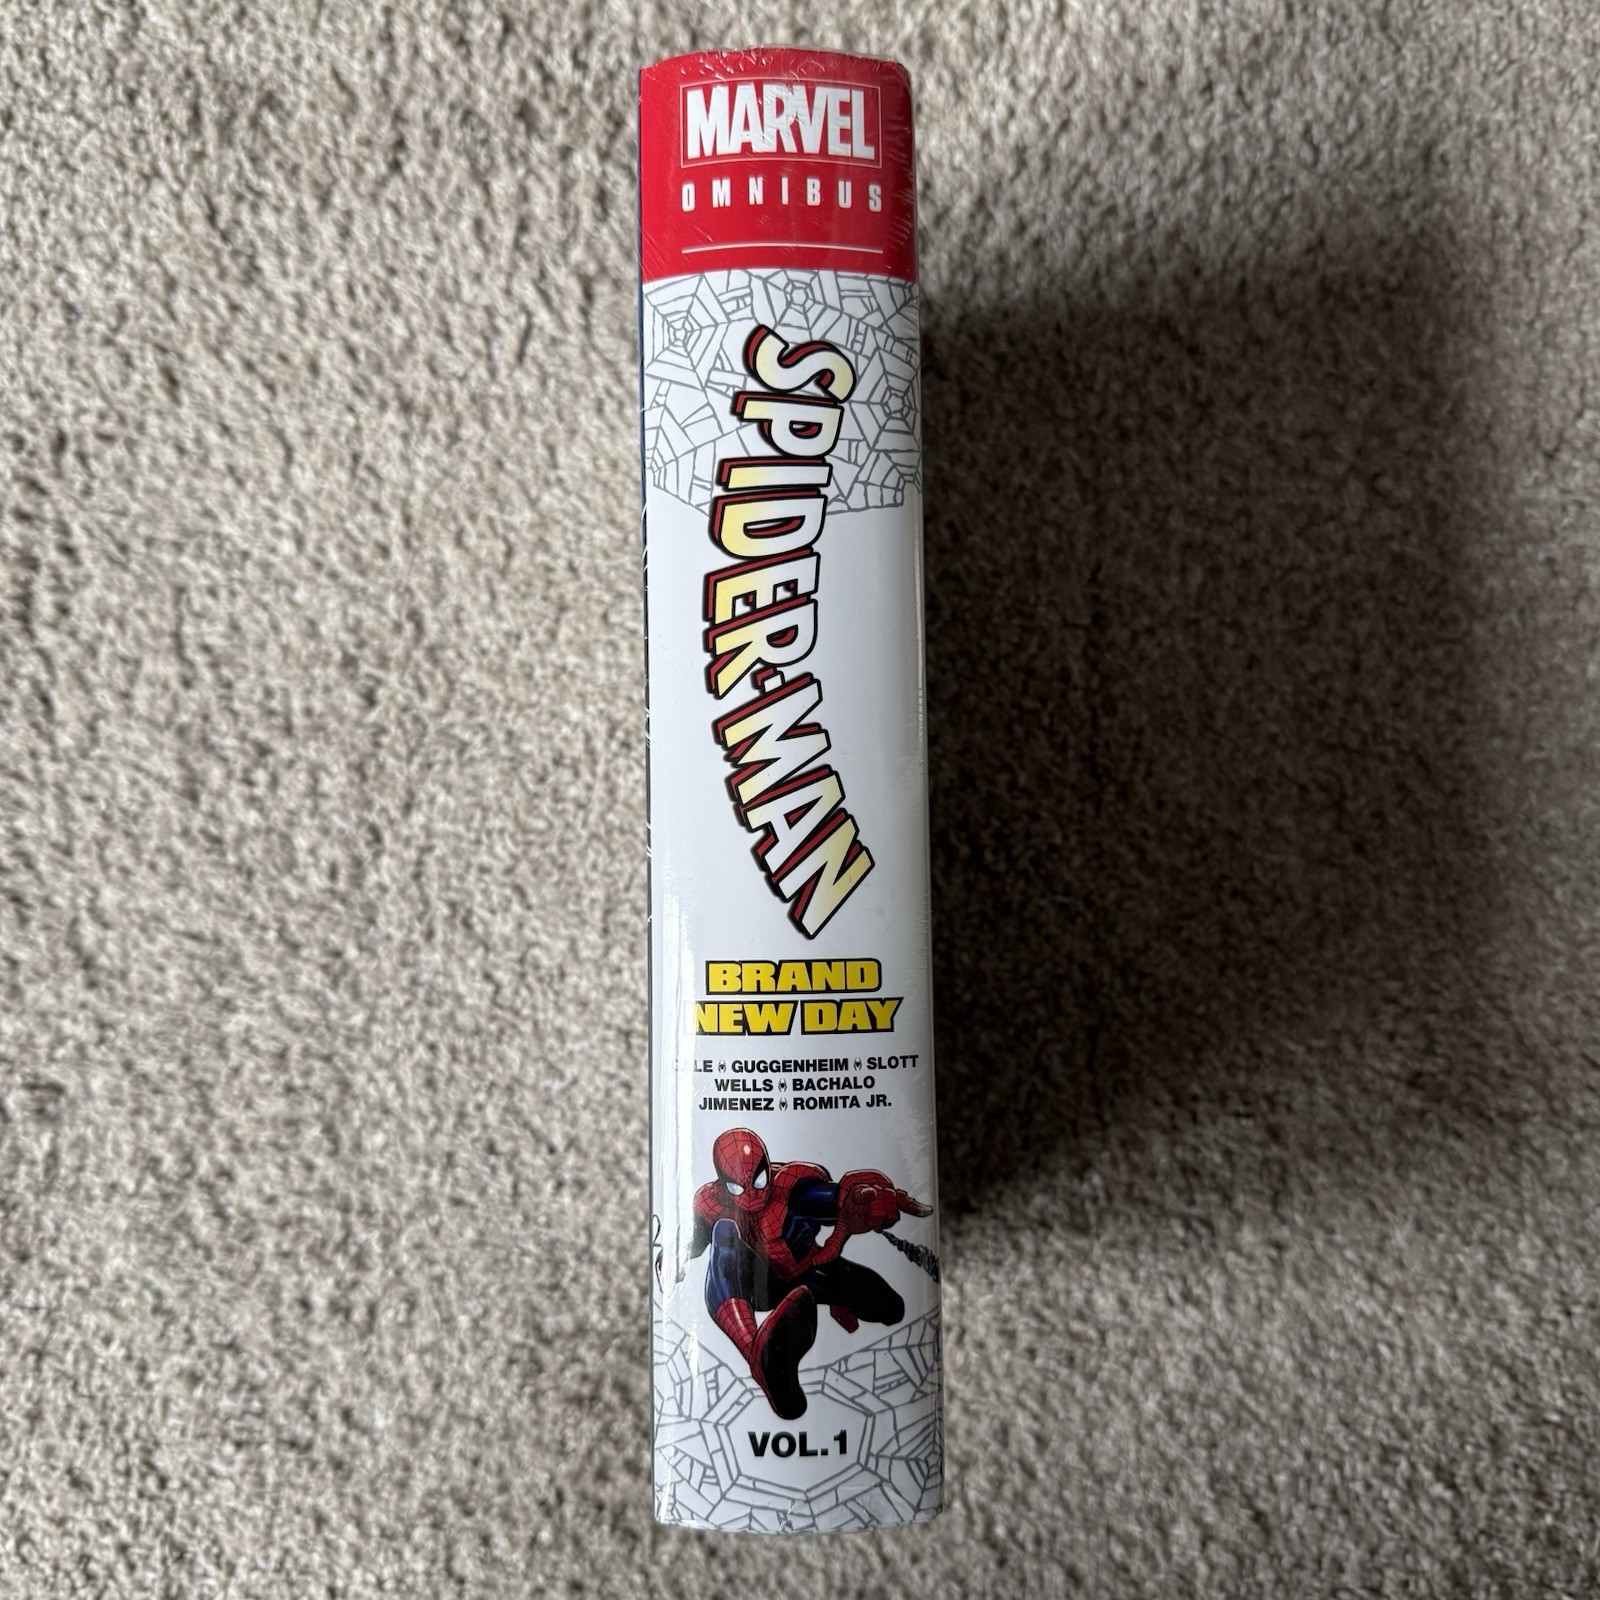 MARVEL
OMNIBUS
SPIDER-MAN
BRAND
NEW DAY
GUGGENHEIM SLOTT
WELLS BACHALO
JIMENEZ ROMITA JR.
VOL.1